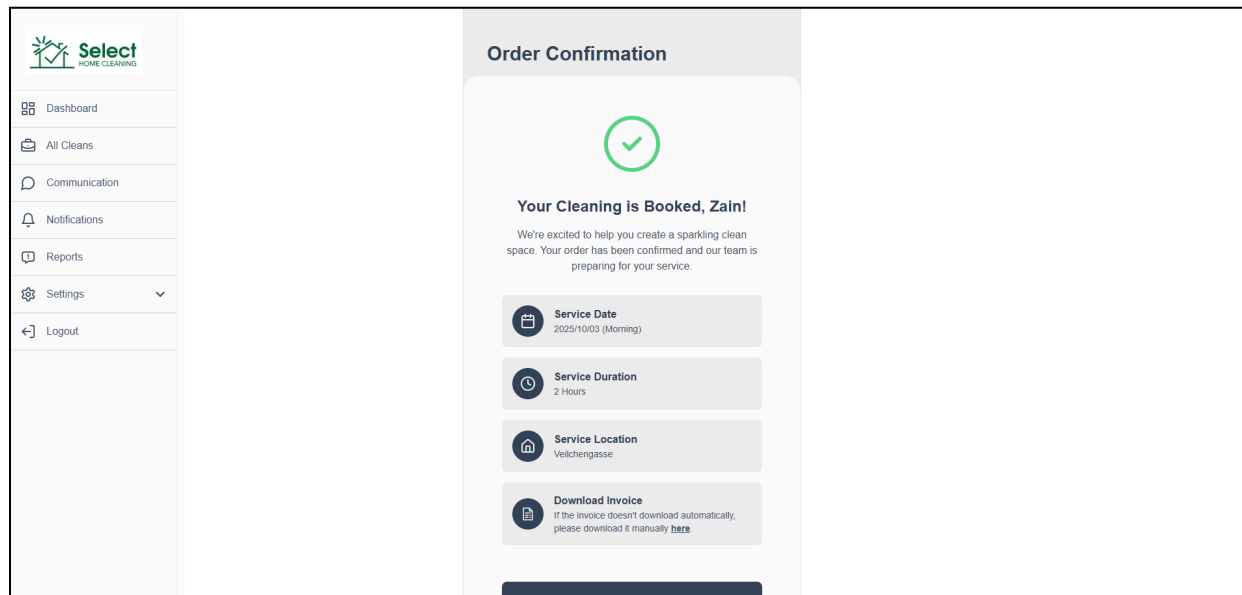 Select
HOME CLEANING
Dashboard
All Cleans
Communication
Notifications
Reports
Settings
Logout
Order Confirmation
Your Cleaning is Booked, Zain!
We're excited to help you create a sparkling clean
space. Your order has been confirmed and our team is
preparing for your service.
Service Date
2025/10/03 (Morning)
Service Duration
2 Hours
Service Location
Veilchengasse
Download Invoice
If the invoice doesn't download automatically,
please download it manually here.